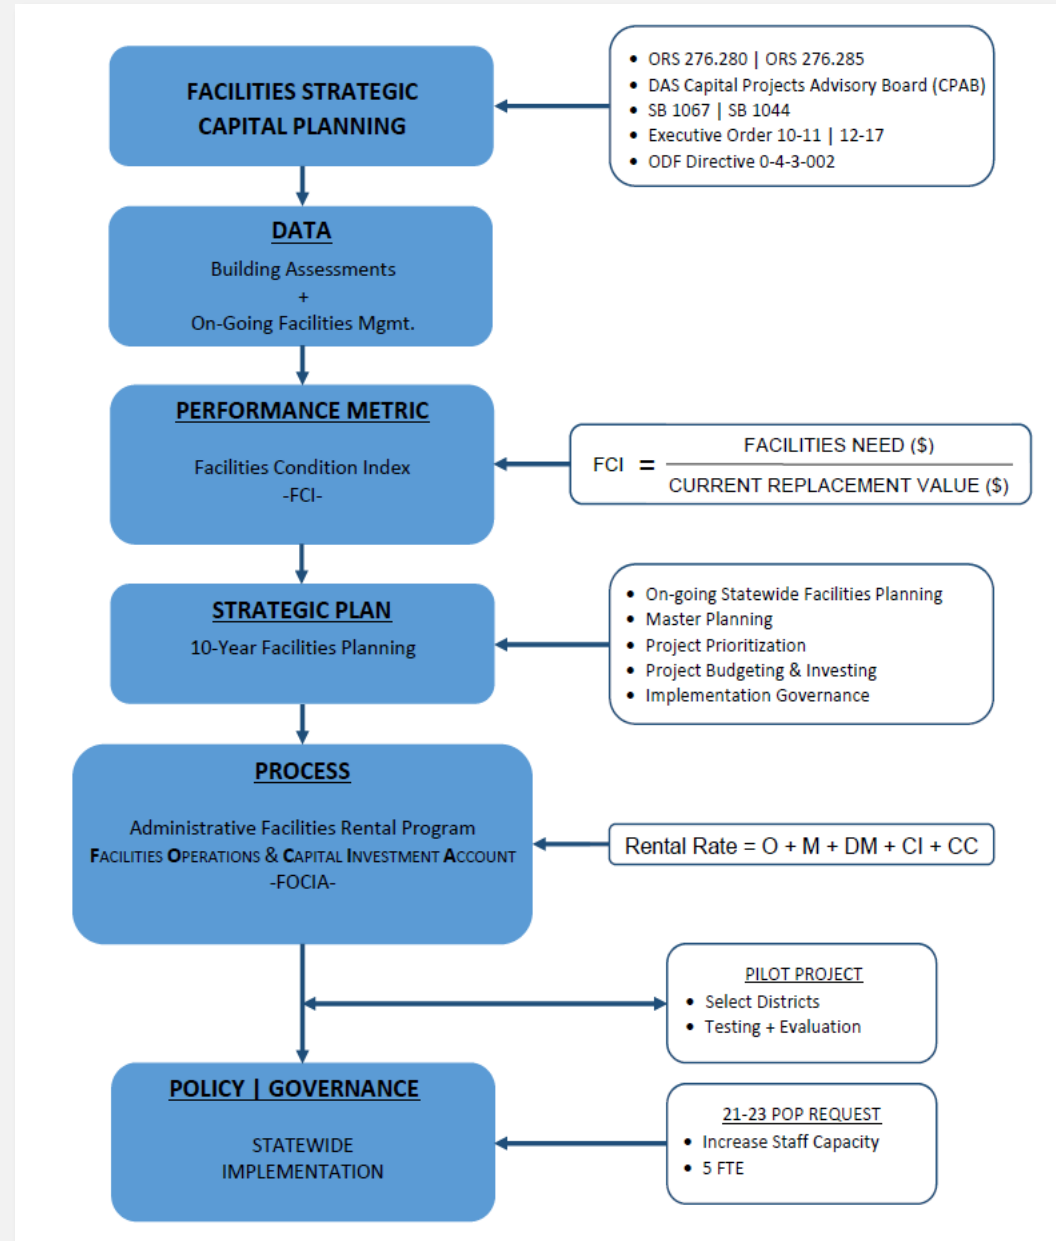 FACILITIES STRATEGIC
CAPITAL PLANNING
• ORS 276.280 | ORS 276.285
• DAS Capital Projects Advisory Board (CPAB)
• SB 1067 | SB 1044
• Executive Order 10-11 | 12-17
• ODF Directive 0-4-3-002
DATA
Building Assessments
+
On-Going Facilities Mgmt.
PERFORMANCE METRIC
Facilities Condition Index
-FCI-
FCI = FACILITIES NEED ($)
CURRENT REPLACEMENT VALUE ($)
STRATEGIC PLAN
10-Year Facilities Planning
• On-going Statewide Facilities Planning
• Master Planning
• Project Prioritization
• Project Budgeting & Investing
• Implementation Governance
PROCESS
Administrative Facilities Rental Program
FACILITIES OPERATIONS & CAPITAL INVESTMENT ACCOUNT
-FOCIA-
Rental Rate = O + M + DM + CI + CC
PILOT PROJECT
• Select Districts
• Testing + Evaluation
POLICY | GOVERNANCE
STATEWIDE
IMPLEMENTATION
21-23 POP REQUEST
• Increase Staff Capacity
• 5 FTE